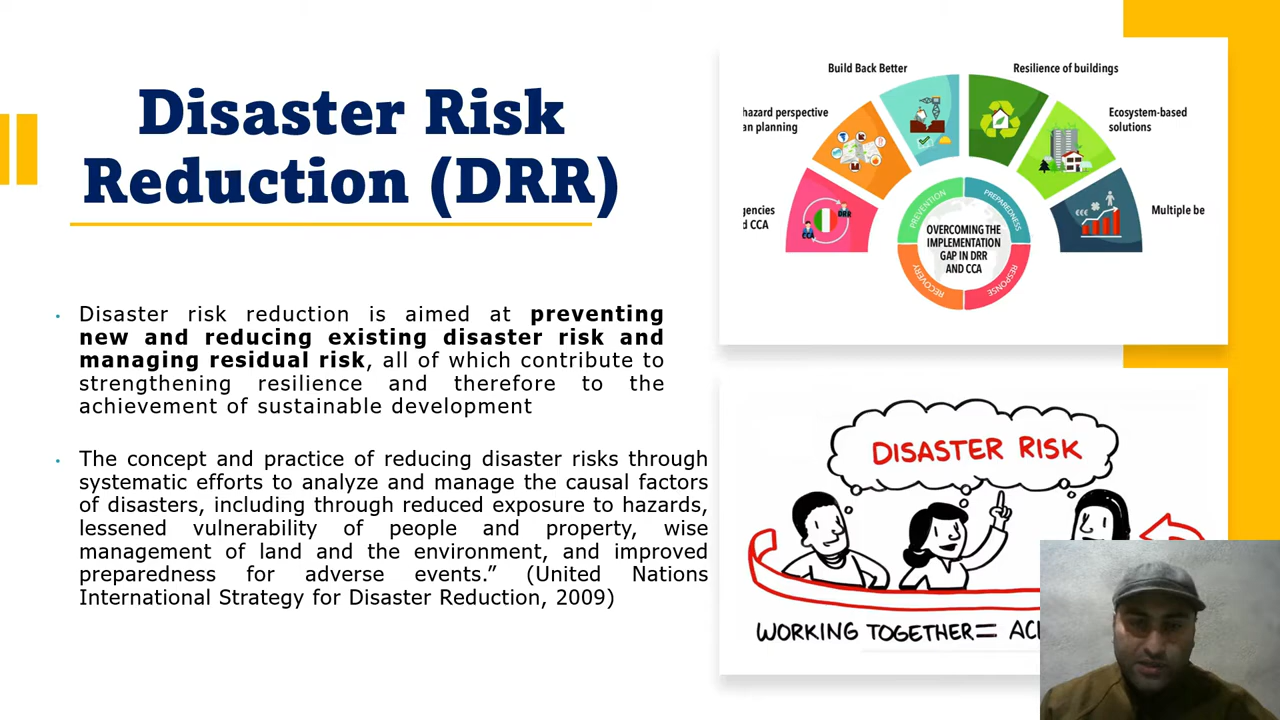 Disaster Risk
Reduction (DRR)
Disaster risk reduction is aimed at preventing
new and reducing existing disaster risk and
managing residual risk, all of which contribute to
strengthening resilience and therefore to the
achievement of sustainable development
The concept and practice of reducing disaster risks through
systematic efforts to analyze and manage the causal factors
of disasters, including through reduced exposure to hazards,
lessened vulnerability of people and property, wise
management of land and the environment, and improved
preparedness for adverse events.” (United Nations
International Strategy for Disaster Reduction, 2009)
Build Back Better
Resilience of buildings
hazard perspective
an planning
Ecosystem-based
solutions
gencies
d CCA
Multiple be
DRR
CCA
PREVENTION
PREPAREDNESS
RECOVERY
RESPONSE
OVERCOMING THE
IMPLEMENTATION
GAP IN DRR
AND CCA
DISASTER RISK
WORKING TOGETHER = AC